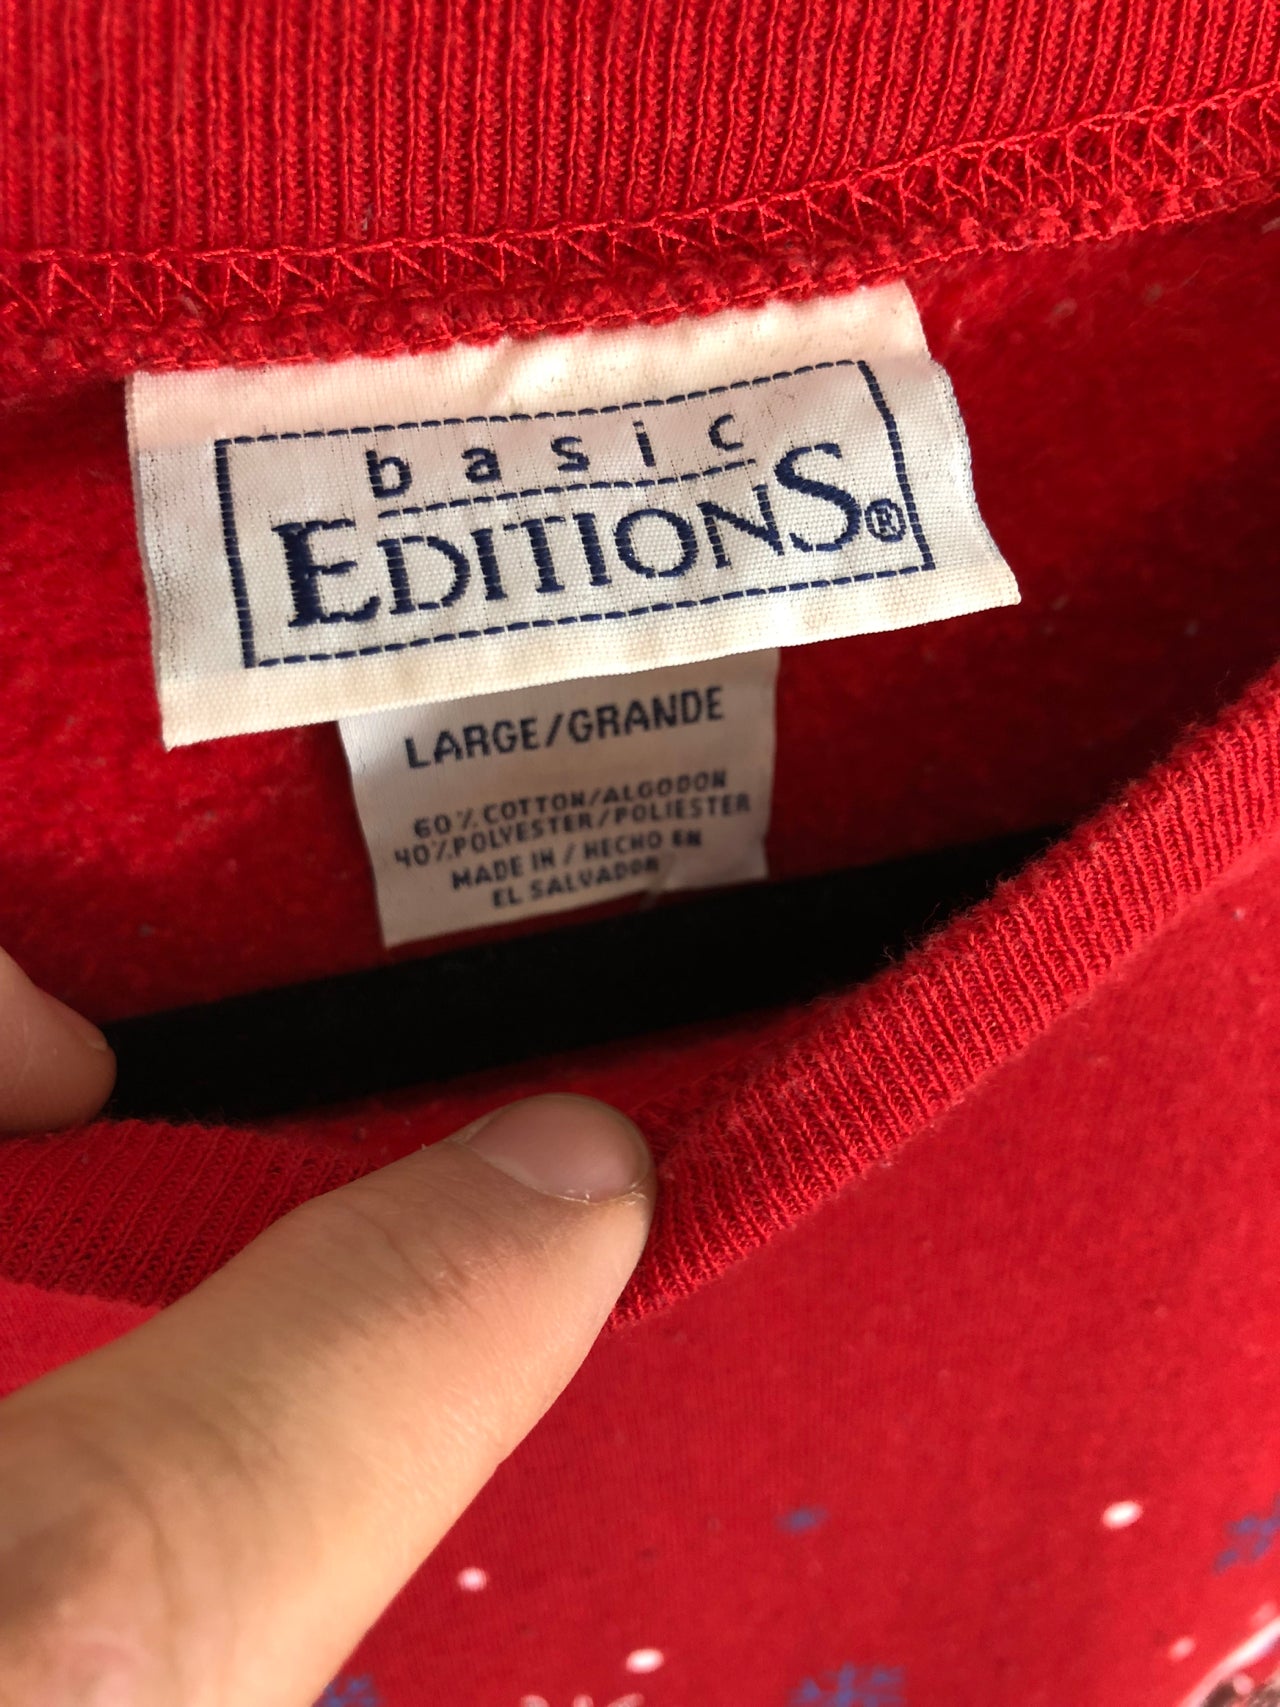 basic
EDITIONS®
LARGE/GRANDE
60% COTTON/ALGODON
40% POLYESTER/POLIESTER
MADE IN / HECHO EN
EL SALVADOR